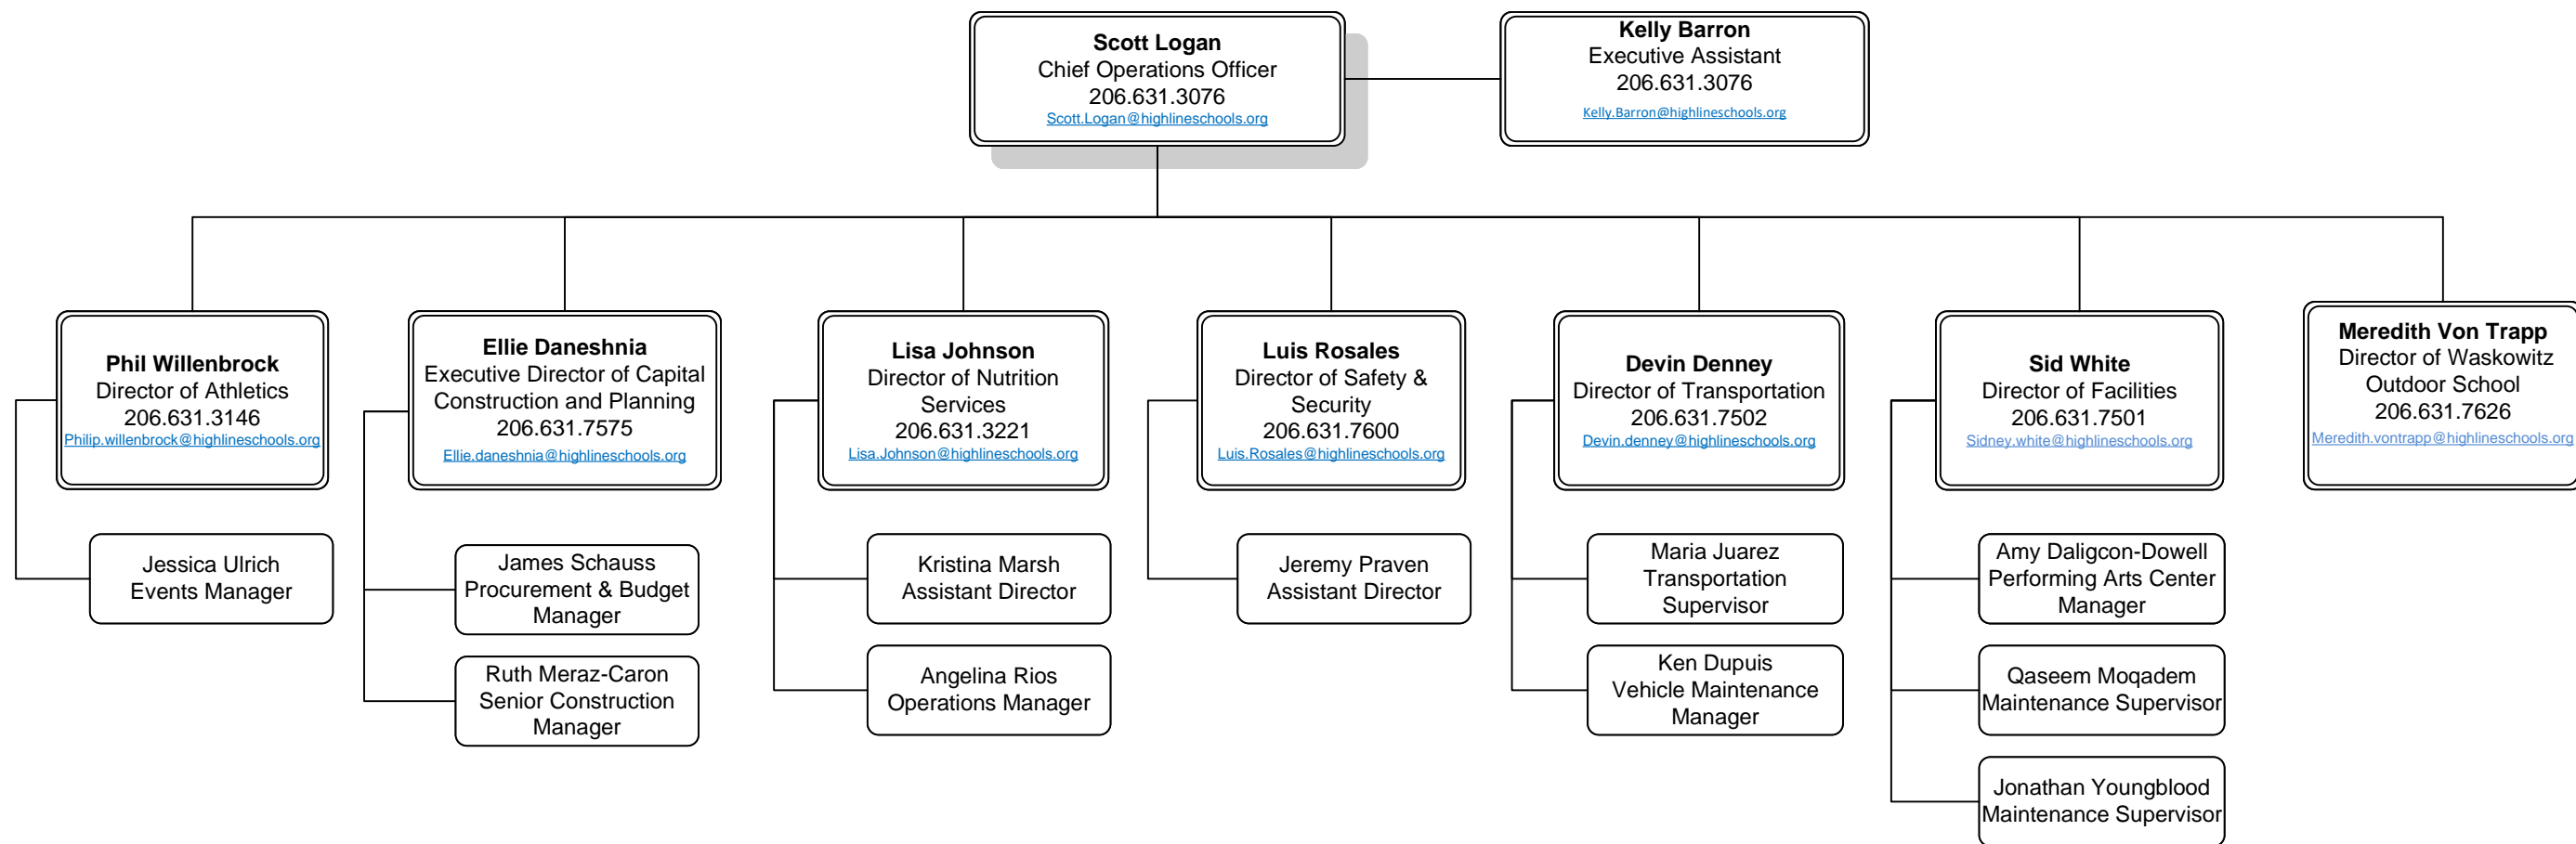 Scott Logan
Chief Operations Officer
206.631.3076
Scott.Logan@highlineschools.org
Kelly Barron
Executive Assistant
206.631.3076
Kelly.Barron@highlineschools.org
Phil Willenbrock
Director of Athletics
206.631.3146
Philip.willenbrock@highlineschools.org
Ellie Daneshnia
Executive Director of Capital
Construction and Planning
206.631.7575
Ellie.daneshnia@highlineschools.org
Lisa Johnson
Director of Nutrition
Services
206.631.3221
Lisa.Johnson@highlineschools.org
Luis Rosales
Director of Safety &
Security
206.631.7600
Luis.Rosales@highlineschools.org
Devin Denney
Director of Transportation
206.631.7502
Devin.denney@highlineschools.org
Sid White
Director of Facilities
206.631.7501
Sidney.white@highlineschools.org
Meredith Von Trapp
Director of Waskowitz
Outdoor School
206.631.7626
Meredith.vontrapp@highlineschools.org
Jessica Ulrich
Events Manager
James Schauss
Procurement & Budget
Manager
Ruth Meraz-Caron
Senior Construction
Manager
Kristina Marsh
Assistant Director
Angelina Rios
Operations Manager
Jeremy Praven
Assistant Director
Maria Juarez
Transportation
Supervisor
Ken Dupuis
Vehicle Maintenance
Manager
Amy Daligcon-Dowell
Performing Arts Center
Manager
Qaseem Moqadem
Maintenance Supervisor
Jonathan Youngblood
Maintenance Supervisor